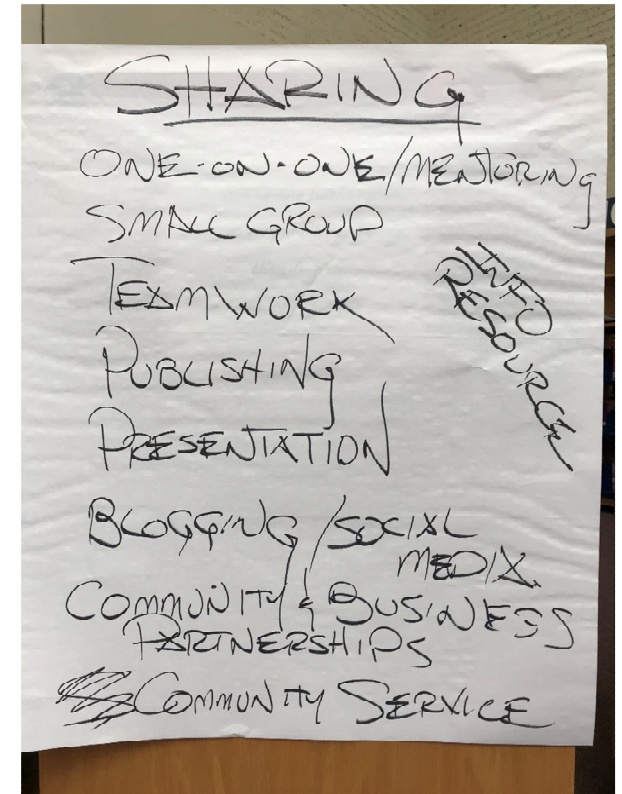 SHARING
ONE-ON-ONE/MENTORING
SMALL GROUP
TEAMWORK
PUBLISHING
PRESENTATION
BLOGGING/SOCIAL
MEDIA
COMMUNITY & BUSINESS
PARTNERSHIPS
COMMUNITY SERVICE
INFO
RESOURCE